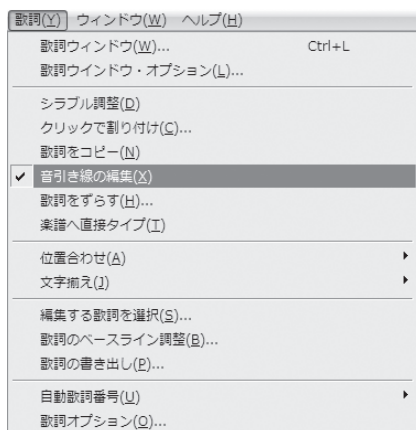 歌詞(Y) ウィンドウ(W) ヘルプ(H)
歌詞ウィンドウ(W)... Ctrl+L
歌詞ウインドウ・オプション(L)...
シラブル調整(D)
クリックで割り付け(C)...
歌詞をコピー(N)
音引き線の編集(X)
歌詞をずらす(H)...
楽譜へ直接タイプ(T)
位置合わせ(A)
文字揃え(J)
編集する歌詞を選択(S)...
歌詞のベースライン調整(B)...
歌詞の書き出し(P)...
自動歌詞番号(U)
歌詞オプション(O)...